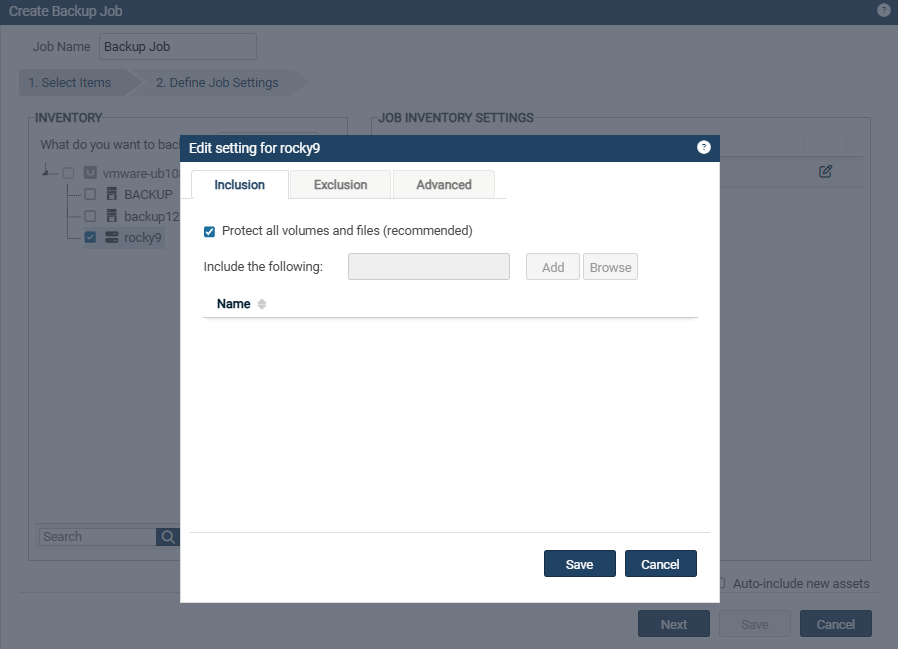 Create Backup Job
Job Name Backup Job
1. Select Items 2. Define Job Settings
INVENTORY
What do you want to bac
vmware-ub10
BACKUP
backup12
rocky9
Search
JOB INVENTORY SETTINGS
Edit setting for rocky9 ?
Inclusion Exclusion Advanced
Protect all volumes and files (recommended)
Include the following: Add Browse
Name
Save Cancel
Auto-include new assets
Next Save Cancel